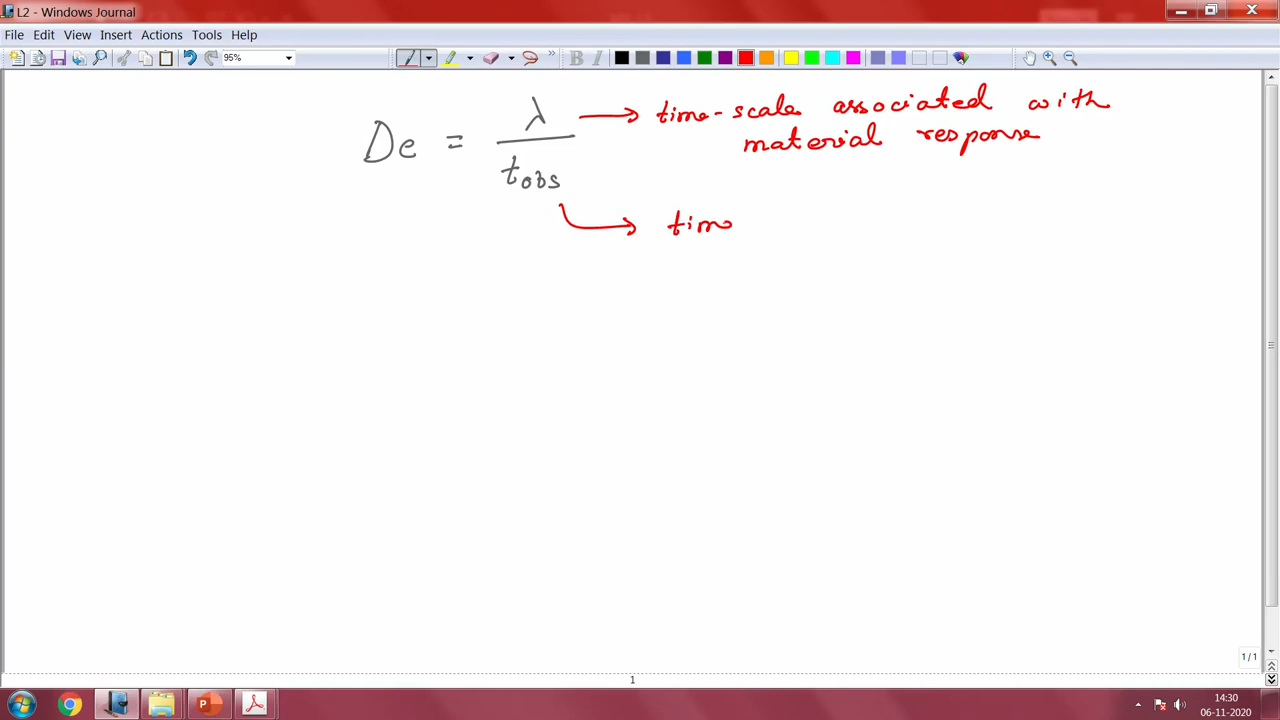 L2 - Windows Journal
File Edit View Insert Actions Tools Help
95%
B I
De = λ / tobs
time-scale associated with
material response
time
1 / 1
1
14:30
06-11-2020